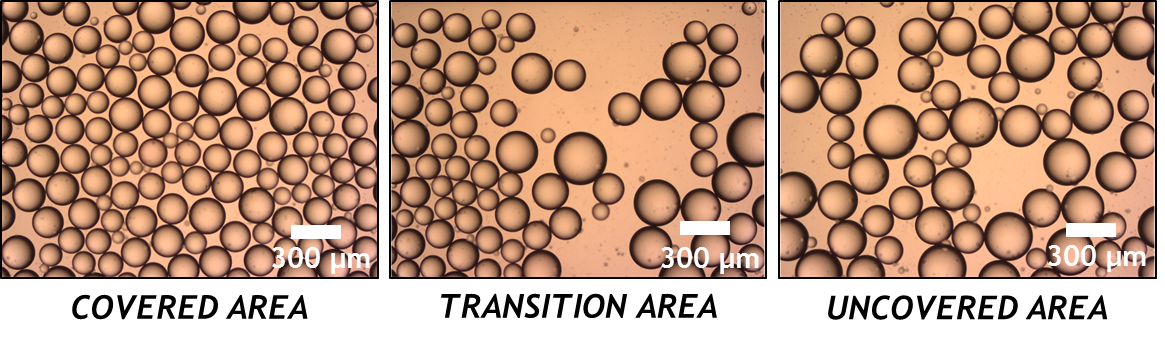 300 µm
300 µm
300 µm
COVERED AREA
TRANSITION AREA
UNCOVERED AREA